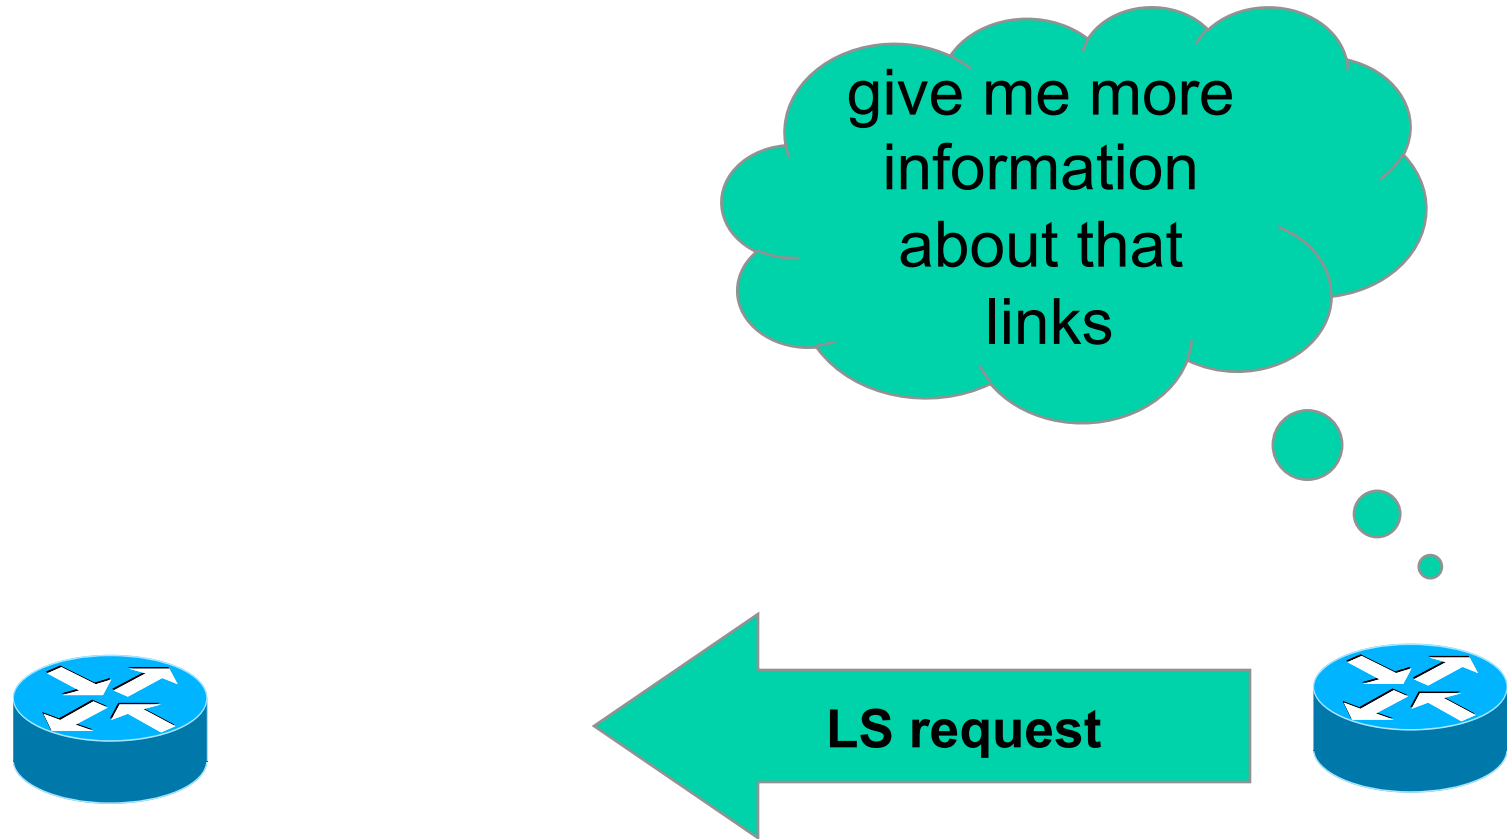 give me more
information
about that
links
LS request